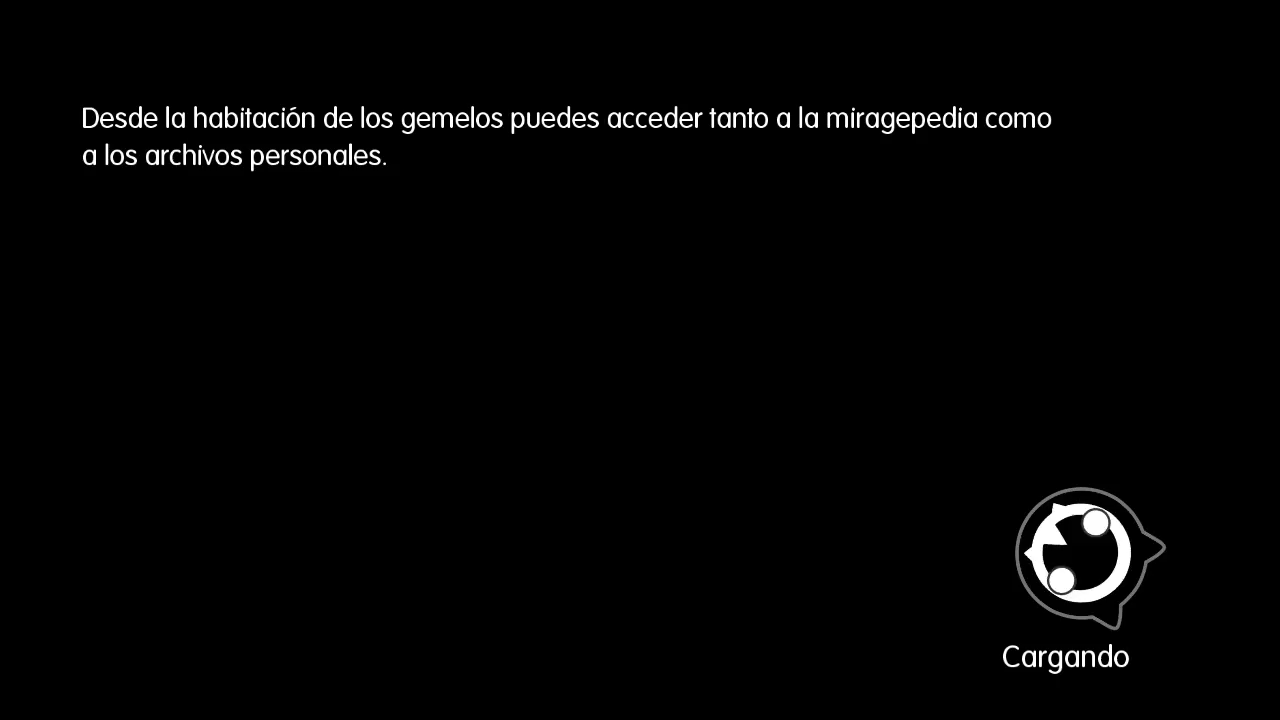 Desde la habitación de los gemelos puedes acceder tanto a la miragepedia como
a los archivos personales.
Cargando